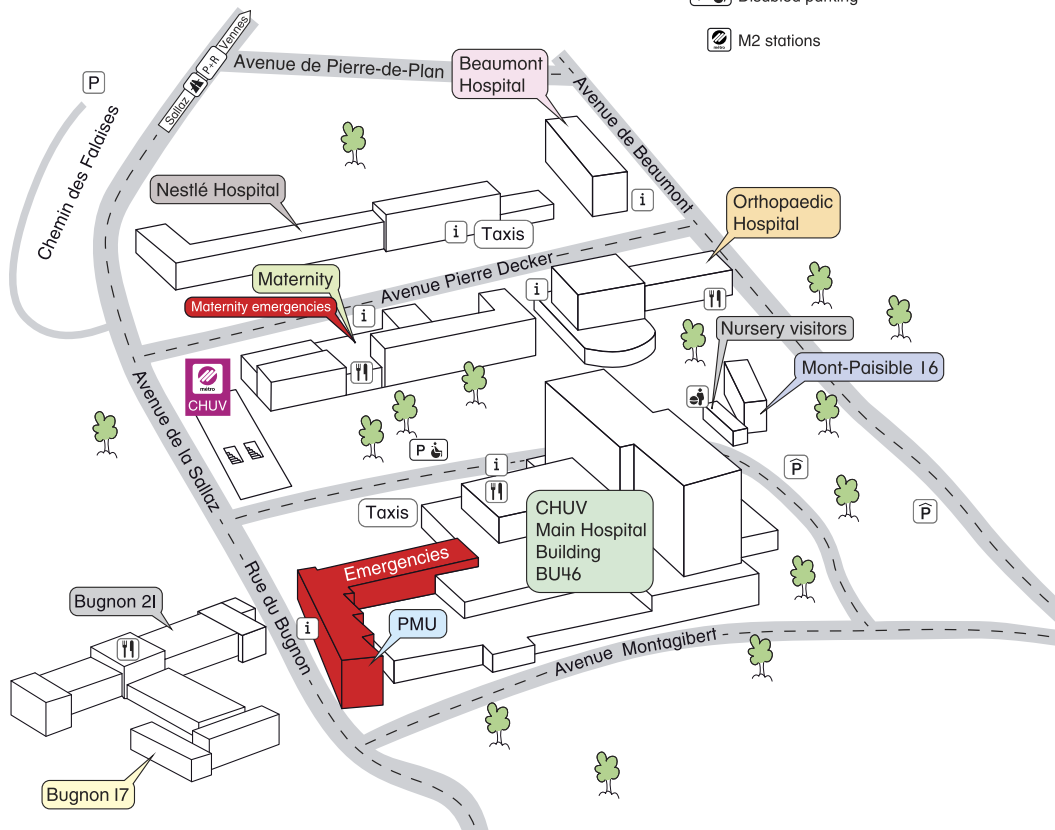 Disabled parking
M2 stations
Vennes
P+R
Sallaz
P
Avenue de Pierre-de-Plan
Beaumont
Hospital
Avenue de Beaumont
Chemin des Falaises
Nestlé Hospital
i
i
Taxis
Orthopaedic
Hospital
Maternity
Maternity emergencies
Avenue Pierre Decker
i
i
Nursery visitors
Mont-Paisible 16
métro
CHUV
Avenue de la Sallaz
P
i
P
P
Taxis
CHUV
Main Hospital
Building
BU46
Emergencies
Rue du Bugnon
Bugnon 21
i
PMU
Avenue Montagibert
Bugnon 17